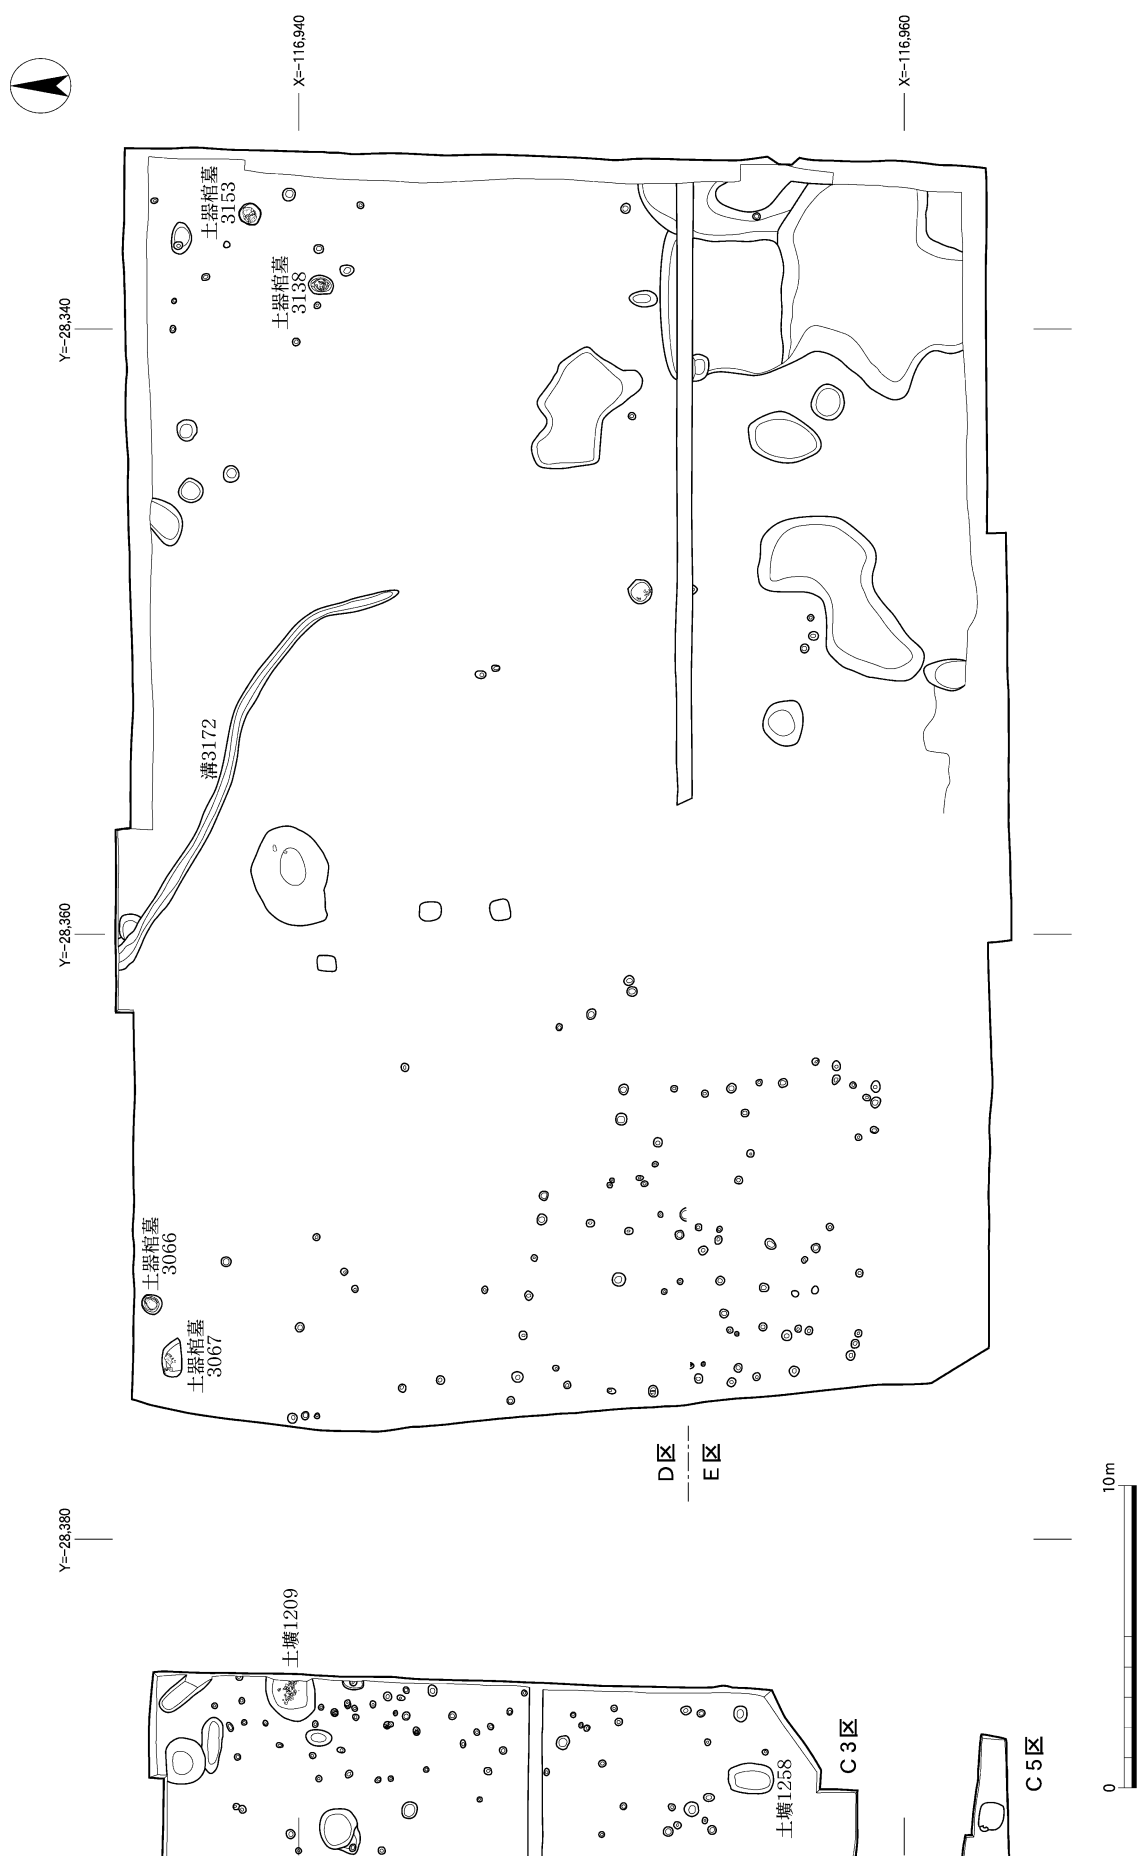 X=-116,940
X=-116,960
土器棺墓
3153
土器棺墓
3138
Y=-28,340
溝3172
Y=-28,360
土器棺墓
3066
土器棺墓
3067
D区
E区
10m
Y=-28,380
土壙1209
C3区
C5区
土壙1258
0